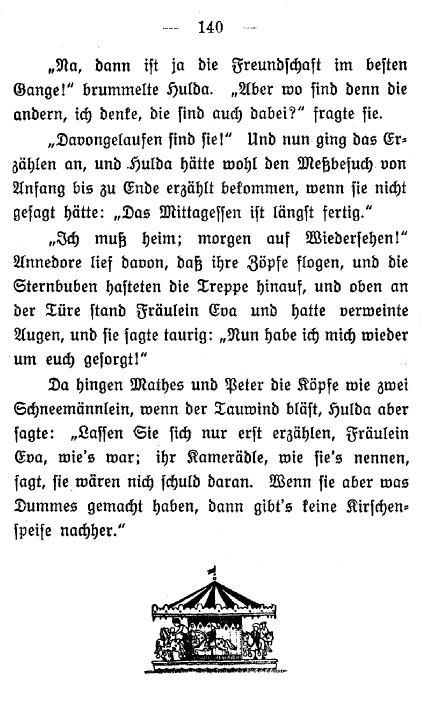 — 140 —
„Na, dann ist ja die Freundschaft im besten
Gange!“ brummelte Hulda. „Aber wo sind denn die
andern, ich denke, die sind auch dabei?“ fragte sie.
„Davongelaufen sind sie!“ Und nun ging das Er-
zählen an, und Hulda hätte wohl den Meßbesuch von
Anfang bis zu Ende erzählt bekommen, wenn sie nicht
gesagt hätte: „Das Mittagessen ist längst fertig.“
„Ich muß heim; morgen auf Wiedersehen!“
Annedore lief davon, daß ihre Zöpfe flogen, und die
Sternbuben hasteten die Treppe hinauf, und oben an
der Türe stand Fräulein Eva und hatte verweinte
Augen, und sie sagte taurig: „Nun habe ich mich wieder
um euch gesorgt!“
Da hingen Mathes und Peter die Köpfe wie zwei
Schneemännlein, wenn der Tauwind bläst, Hulda aber
sagte: „Lassen Sie sich nur erst erzählen, Fräulein
Eva, wie's war; ihr Kamerädle, wie sie's nennen,
sagt, sie wären nich schuld daran. Wenn sie aber was
Dummes gemacht haben, dann gibt's keine Kirschen-
speise nachher.“